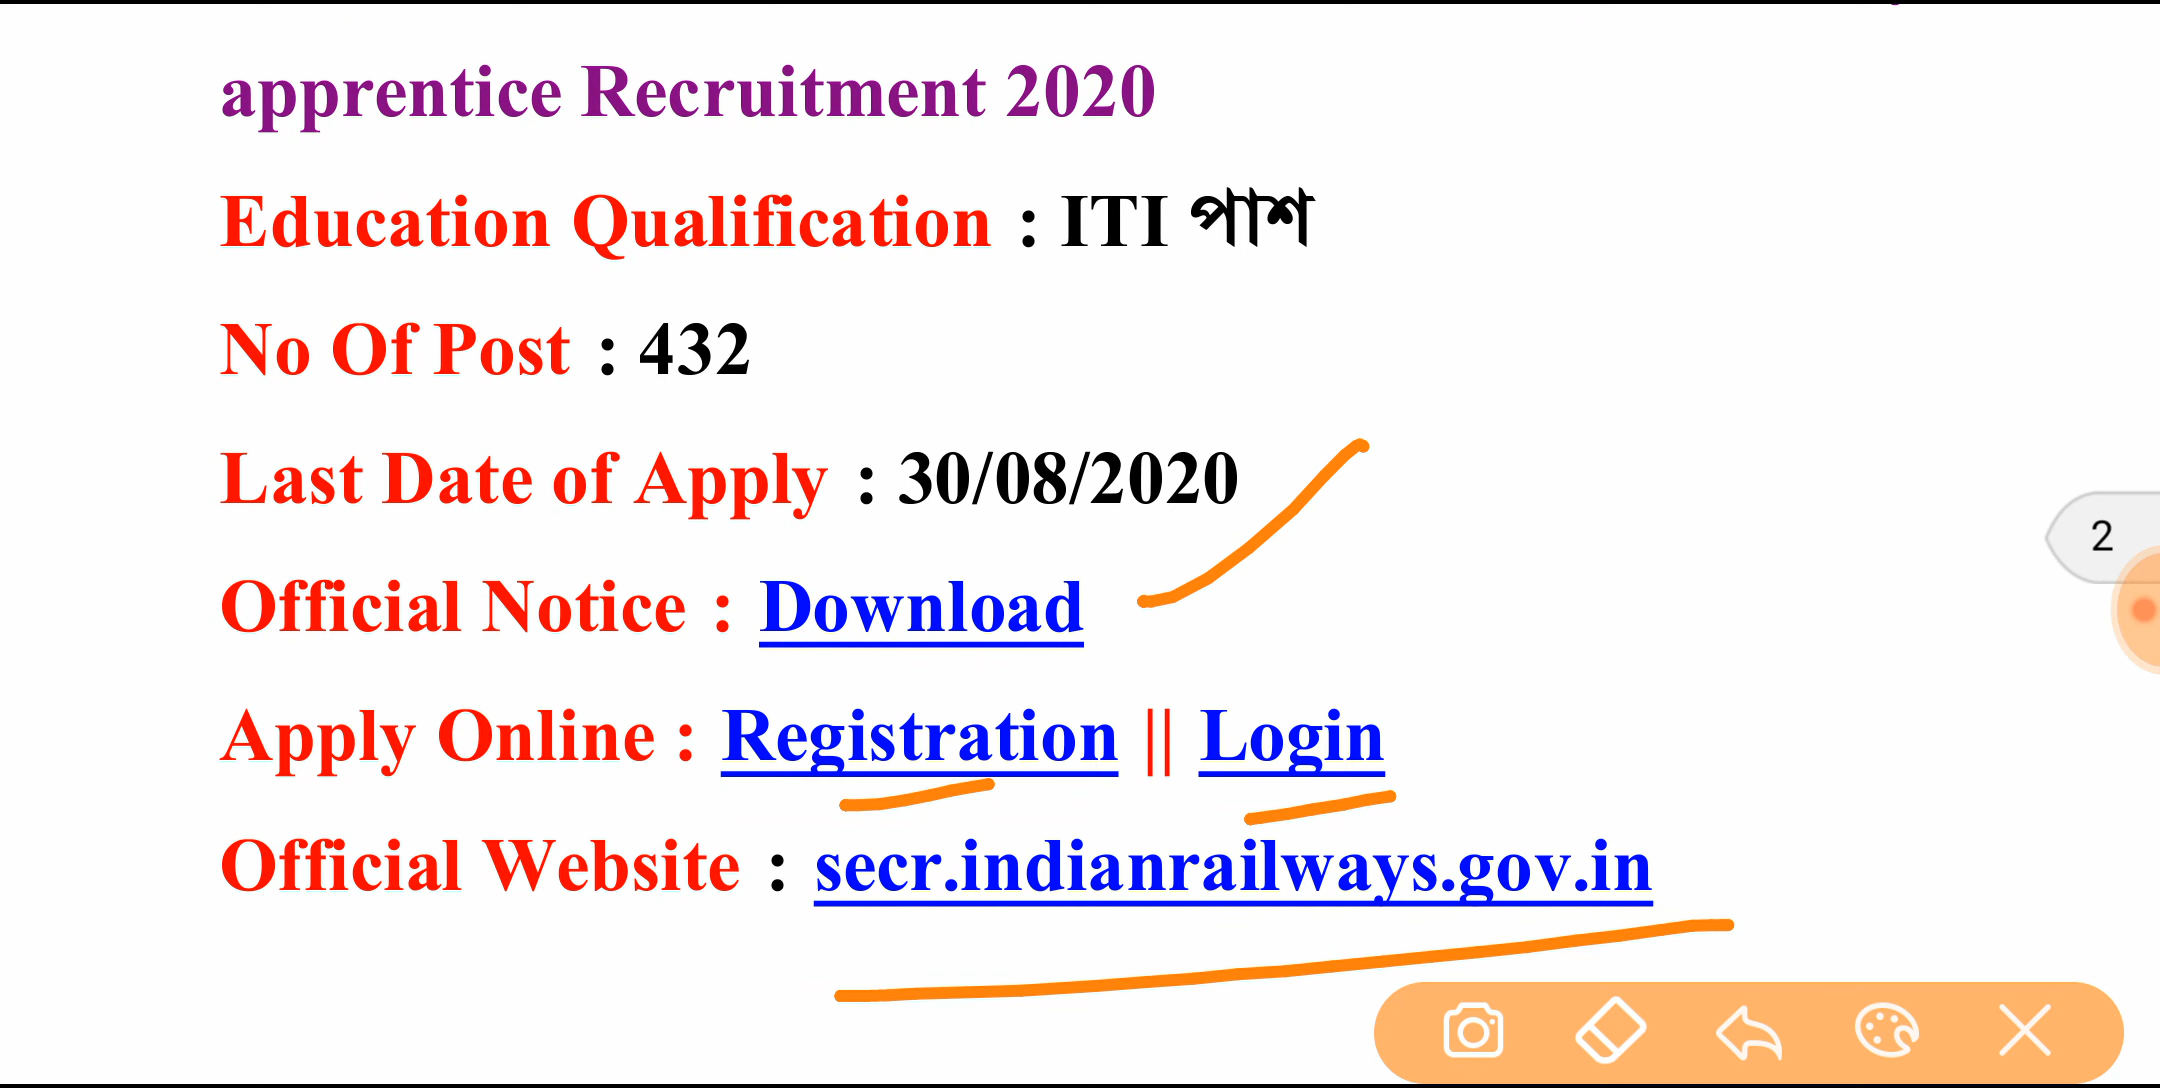 apprentice Recruitment 2020
Education Qualification : ITI পাশ
No Of Post : 432
Last Date of Apply : 30/08/2020
Official Notice : Download
Apply Online : Registration || Login
Official Website : secr.indianrailways.gov.in
2